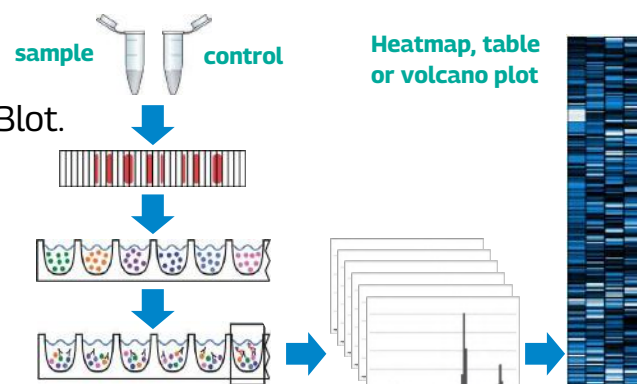 sample
control
Heatmap, table
or volcano plot
Blot.